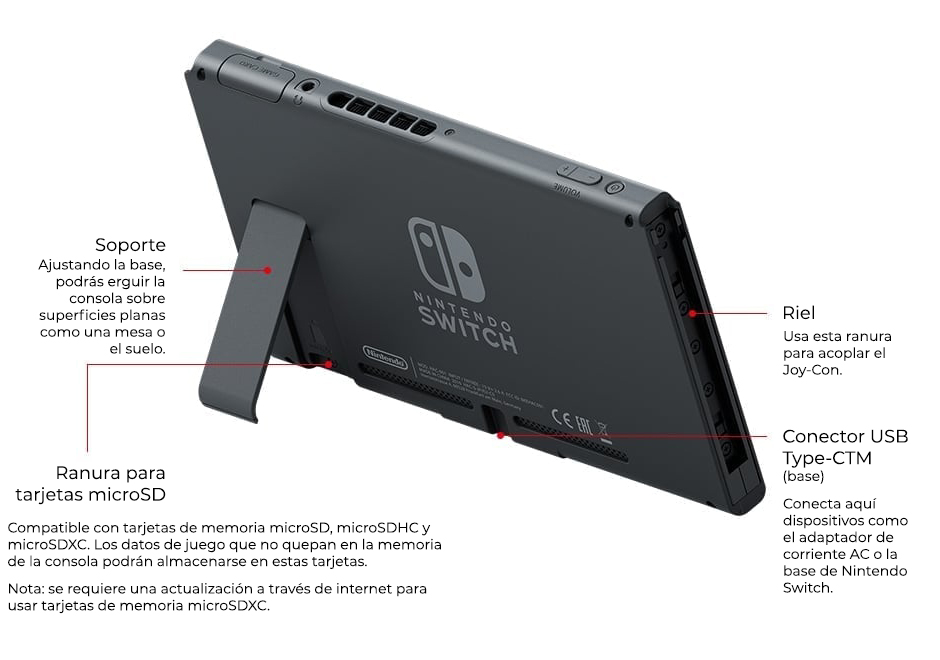 GAME CARD
VOLUME
+ -
NINTENDO
SWITCH
Nintendo
CE EAC
Soporte
Ajustando la base,
podrás erguir la
consola sobre
superficies planas
como una mesa o
el suelo.
Riel
Usa esta ranura
para acoplar el
Joy-Con.
Conector USB
Type-CTM
(base)
Conecta aquí
dispositivos como
el adaptador de
corriente AC o la
base de Nintendo
Switch.
Ranura para
tarjetas microSD
Compatible con tarjetas de memoria microSD, microSDHC y
microSDXC. Los datos de juego que no quepan en la memoria
de la consola podrán almacenarse en estas tarjetas.
Nota: se requiere una actualización a través de internet para
usar tarjetas de memoria microSDXC.